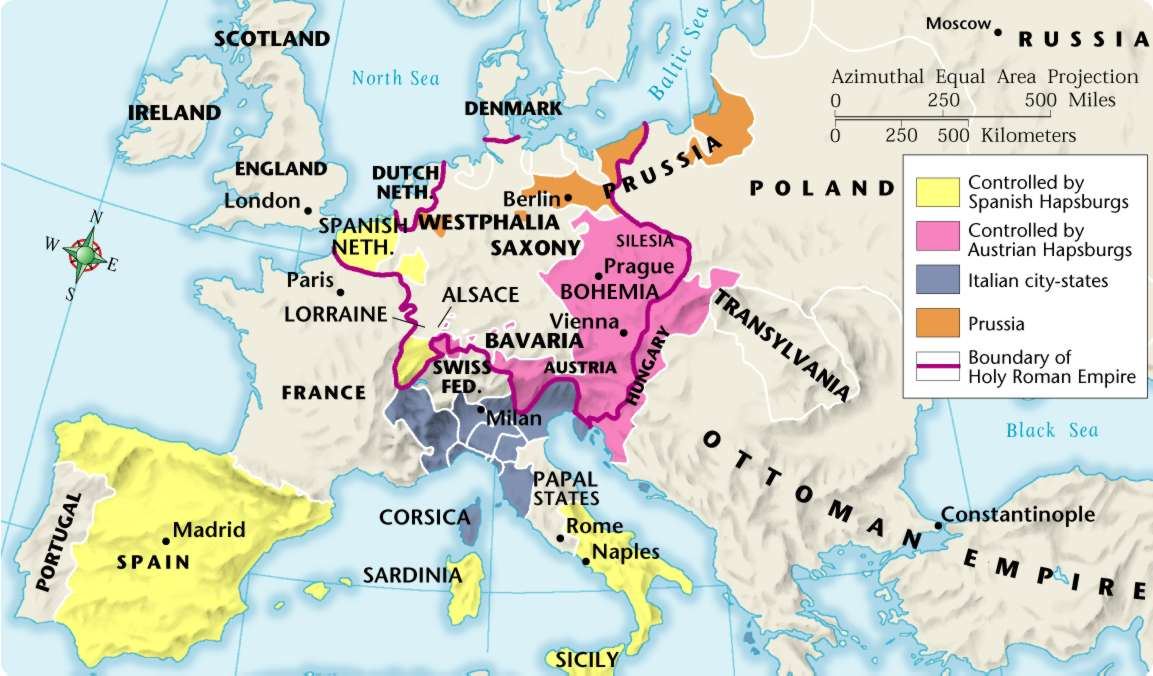 Moscow
RUSSIA
SCOTLAND
North Sea
Baltic Sea
Azimuthal Equal Area Projection
0 250 500 Miles
0 250 500 Kilometers
IRELAND
DENMARK
ENGLAND
London
DUTCH
NETH.
PRUSSIA
POLAND
Berlin
SPANISH
NETH.
WESTPHALIA
SAXONY
SILESIA
N
W
E
S
Paris
Prague
BOHEMIA
ALSACE
LORRAINE
Vienna
BAVARIA
TRANSYLVANIA
HUNGARY
AUSTRIA
SWISS
FED.
FRANCE
Milan
Controlled by
Spanish Hapsburgs
Controlled by
Austrian Hapsburgs
Italian city-states
Prussia
Boundary of
Holy Roman Empire
Black Sea
OTTOMAN EMPIRE
PAPAL
STATES
CORSICA
Rome
Constantinople
PORTUGAL
Madrid
SPAIN
Naples
SARDINIA
SICILY